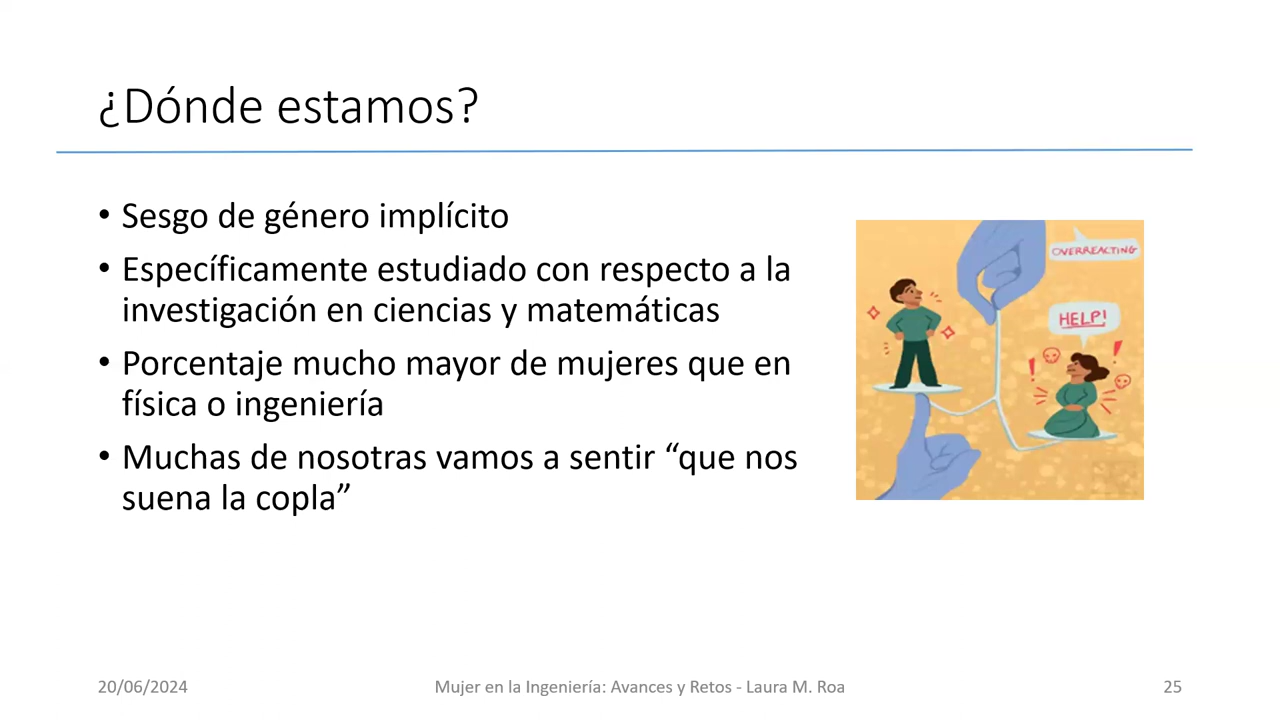 ¿Dónde estamos?
• Sesgo de género implícito
• Específicamente estudiado con respecto a la
investigación en ciencias y matemáticas
• Porcentaje mucho mayor de mujeres que en
física o ingeniería
• Muchas de nosotras vamos a sentir “que nos
suena la copla”
OVERREACTING
HELP!
20/06/2024
Mujer en la Ingeniería: Avances y Retos - Laura M. Roa
25